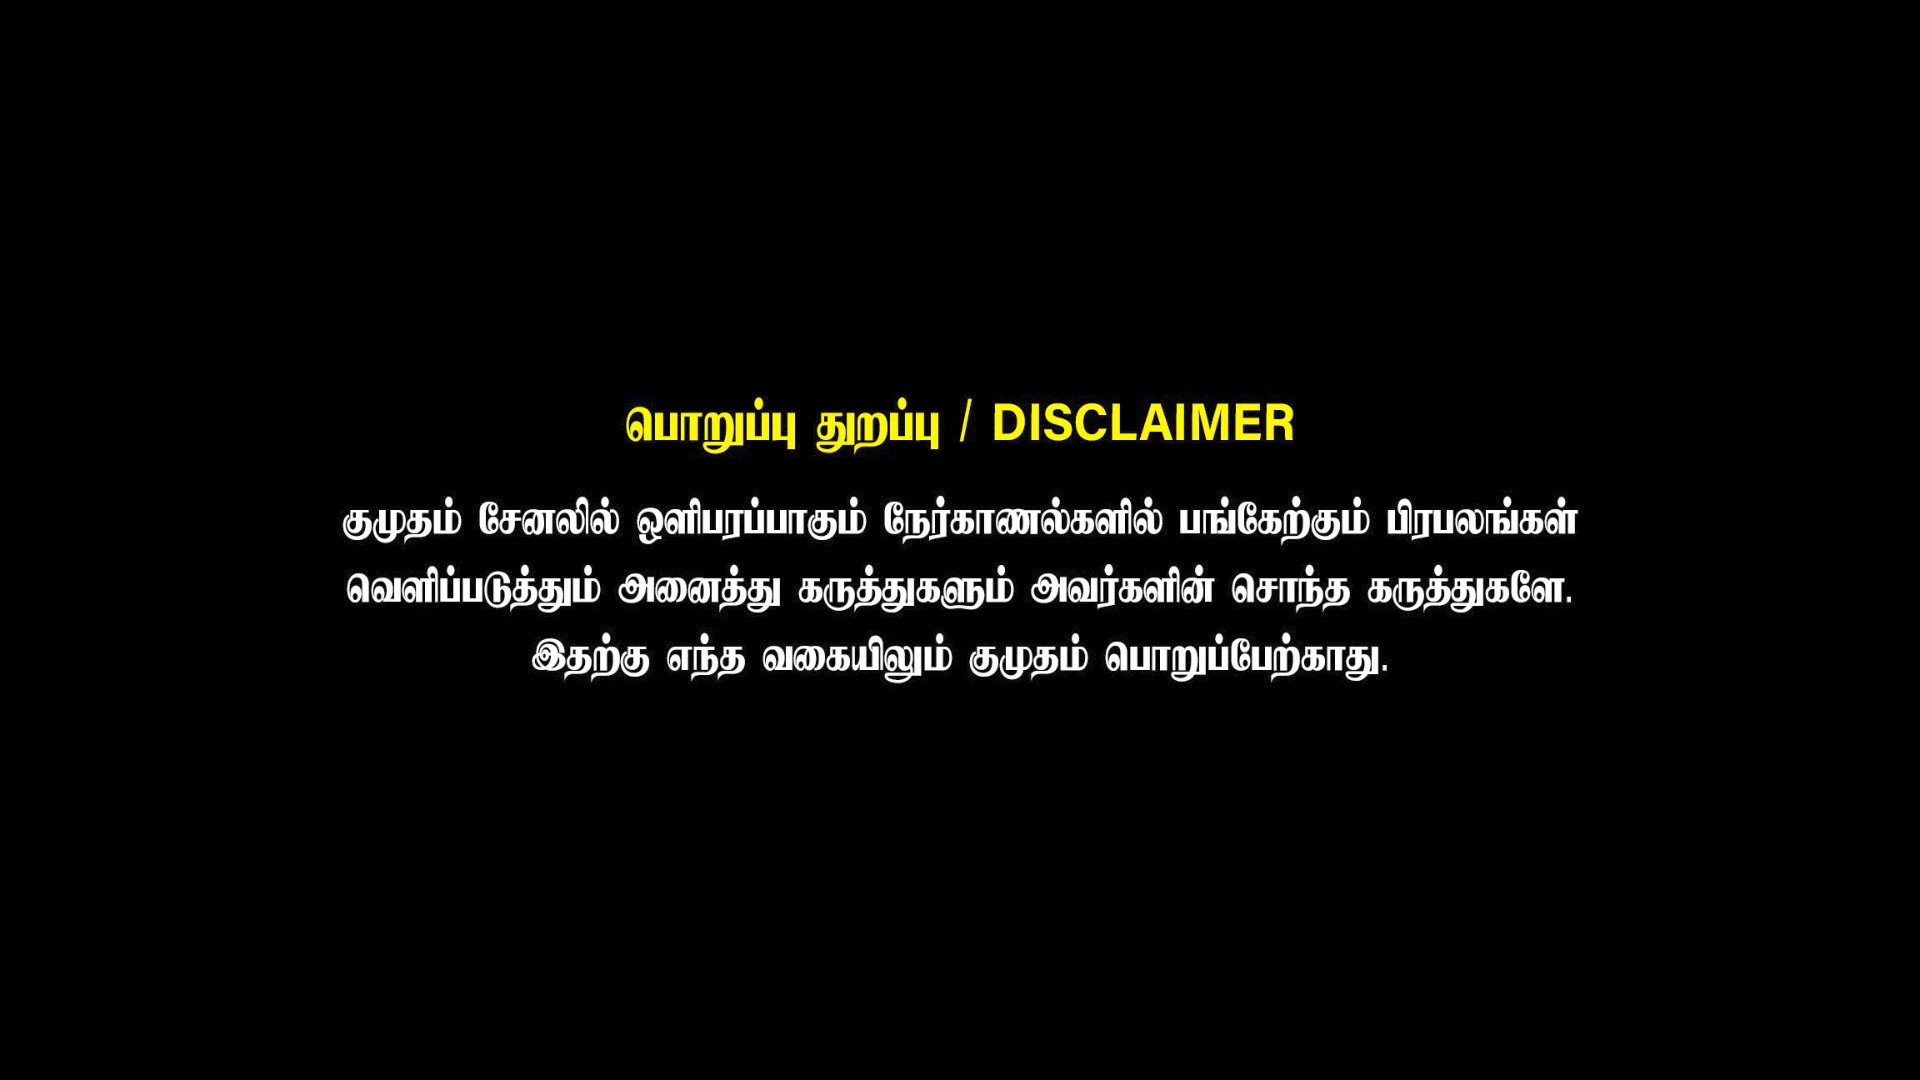 பொறுப்பு துறப்பு / DISCLAIMER
குமுதம் சேனலில் ஒளிபரப்பாகும் நேர்காணல்களில் பங்கேற்கும் பிரபலங்கள்
வெளிப்படுத்தும் அனைத்து கருத்துகளும் அவர்களின் சொந்த கருத்துகளே.
இதற்கு எந்த வகையிலும் குமுதம் பொறுப்பேற்காது.